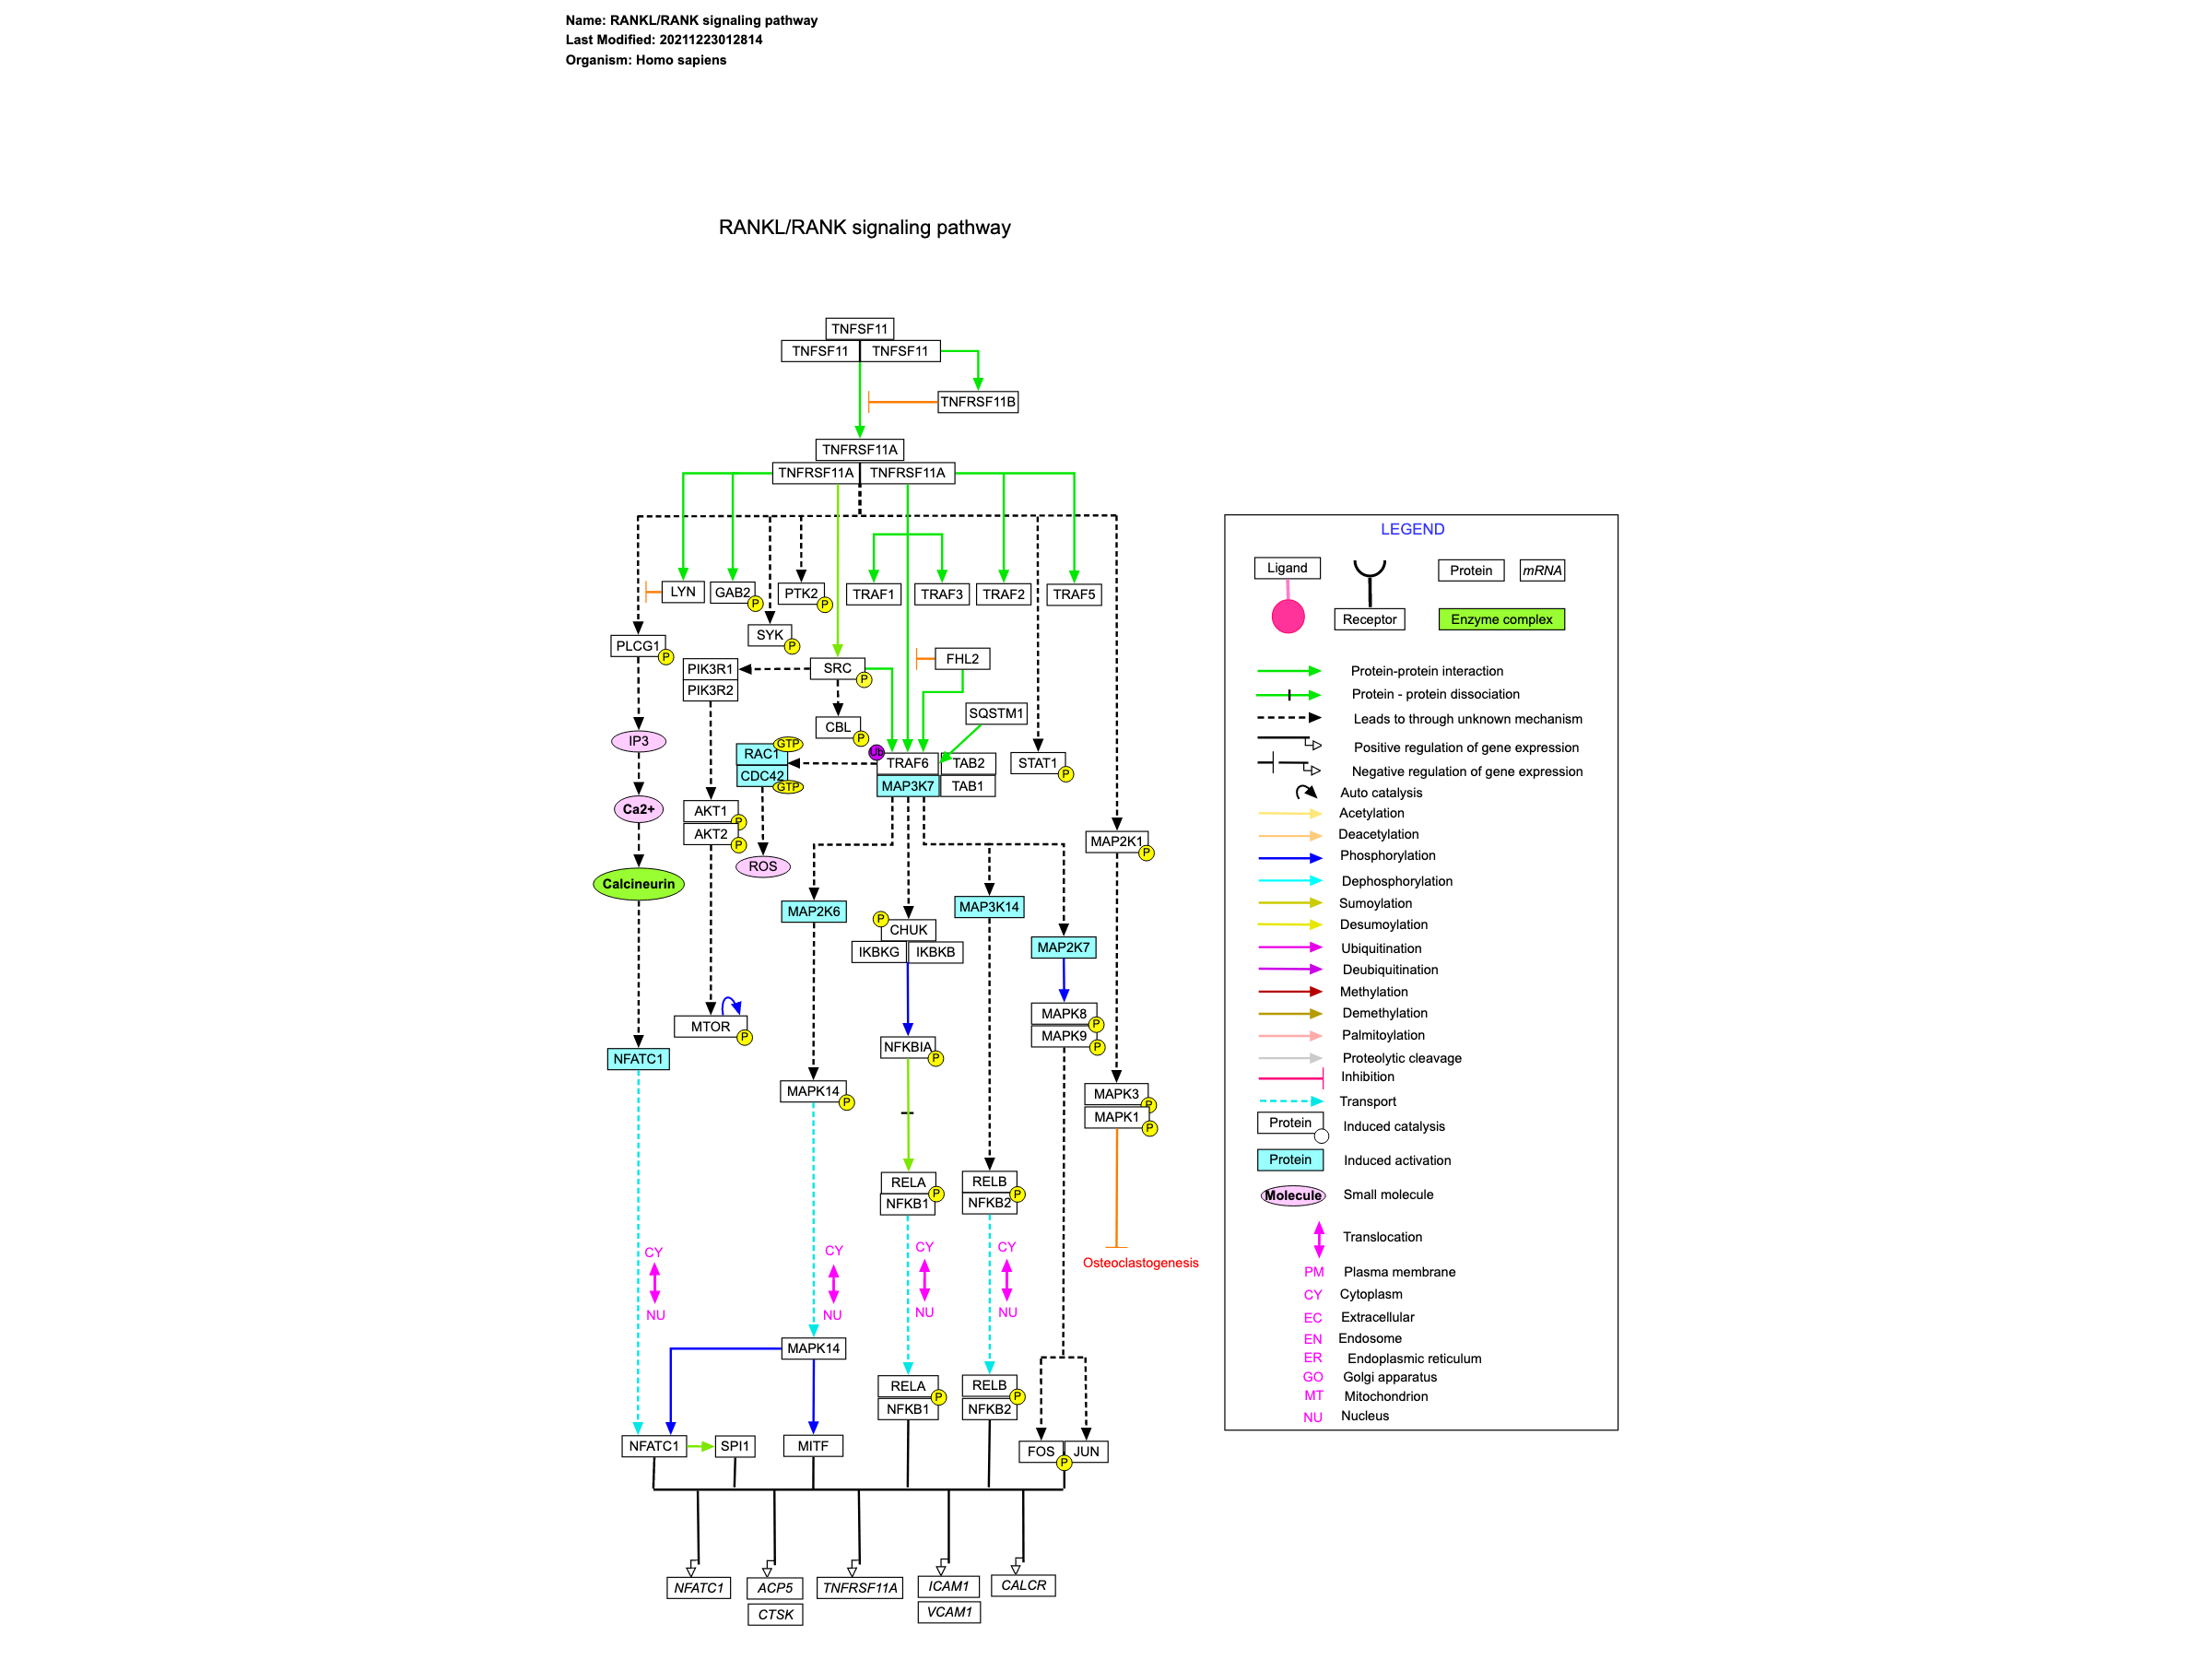 Name: RANKL/RANK signaling pathway
Last Modified: 20211223012814
Organism: Homo sapiens
RANKL/RANK signaling pathway
TNFSF11
TNFSF11 TNFSF11
TNFRSF11B
TNFRSF11A
TNFRSF11A TNFRSF11A
LYN GAB2 P PTK2 P TRAF1 TRAF3 TRAF2 TRAF5
SYK P
PLCG1 P
PIK3R1 SRC P FHL2
PIK3R2
SQSTM1
CBL P
IP3
Ub
RAC1 GTP TRAF6 TAB2 STAT1 P
CDC42 GTP MAP3K7 TAB1
Ca2+
AKT1 P
AKT2 P
MAP2K1 P
ROS
Calcineurin
MAP2K6 MAP3K14
P CHUK
IKBKG IKBKB
MAP2K7
MAPK8 P
MAPK9 P
MTOR P
NFKBIA P
NFATC1
MAPK14 P
MAPK3 P
MAPK1 P
RELA P RELB P
NFKB1 NFKB2
CY CY CY CY
Osteoclastogenesis
NU NU NU NU
MAPK14
RELA P RELB P
NFKB1 NFKB2
NFATC1 SPI1 MITF
FOS JUN
P
NFATC1 ACP5 TNFRSF11A ICAM1 CALCR
CTSK VCAM1
LEGEND
Ligand Protein mRNA
Receptor Enzyme complex
Protein-protein interaction
Protein - protein dissociation
Leads to through unknown mechanism
Positive regulation of gene expression
Negative regulation of gene expression
Auto catalysis
Acetylation
Deacetylation
Phosphorylation
Dephosphorylation
Sumoylation
Desumoylation
Ubiquitination
Deubiquitination
Methylation
Demethylation
Palmitoylation
Proteolytic cleavage
Inhibition
Transport
Protein Induced catalysis
Protein Induced activation
Molecule Small molecule
Translocation
PM Plasma membrane
CY Cytoplasm
EC Extracellular
EN Endosome
ER Endoplasmic reticulum
GO Golgi apparatus
MT Mitochondrion
NU Nucleus